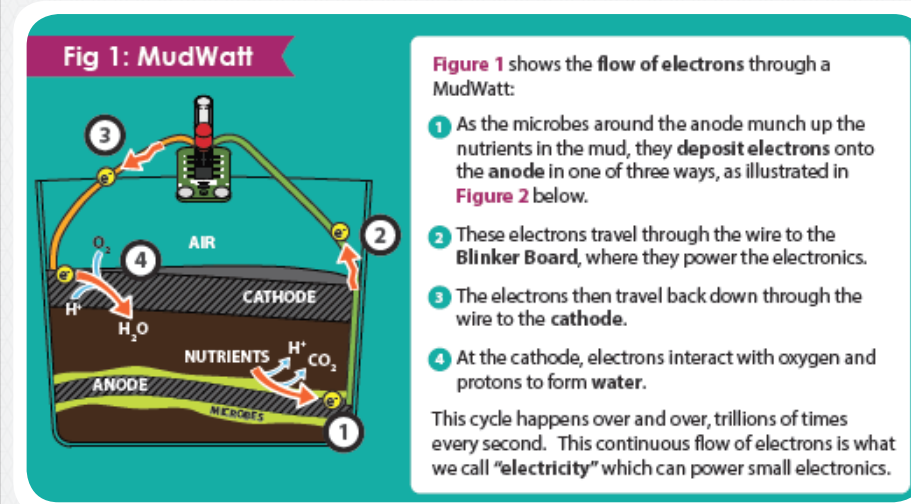 Fig 1: MudWatt
3
e⁻
e⁻
2
O₂
4
AIR
e⁻
H⁺
H₂O
CATHODE
NUTRIENTS
H⁺
CO₂
ANODE
e⁻
MICROBES
1
Figure 1 shows the flow of electrons through a
MudWatt:
1 As the microbes around the anode munch up the
nutrients in the mud, they deposit electrons onto
the anode in one of three ways, as illustrated in
Figure 2 below.
2 These electrons travel through the wire to the
Blinker Board, where they power the electronics.
3 The electrons then travel back down through the
wire to the cathode.
4 At the cathode, electrons interact with oxygen and
protons to form water.
This cycle happens over and over, trillions of times
every second. This continuous flow of electrons is what
we call "electricity" which can power small electronics.